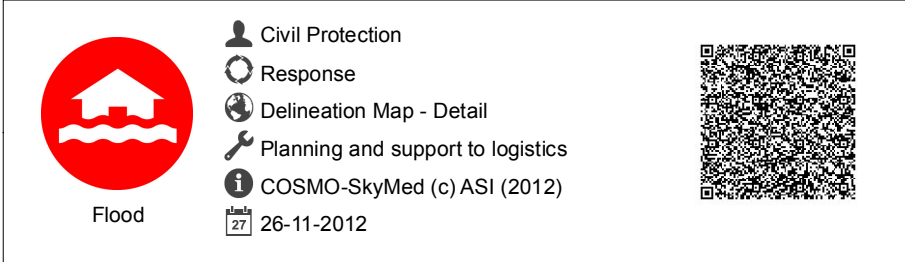 Civil Protection
Response
Delineation Map - Detail
Planning and support to logistics
COSMO-SkyMed (c) ASI (2012)
27 26-11-2012
Flood